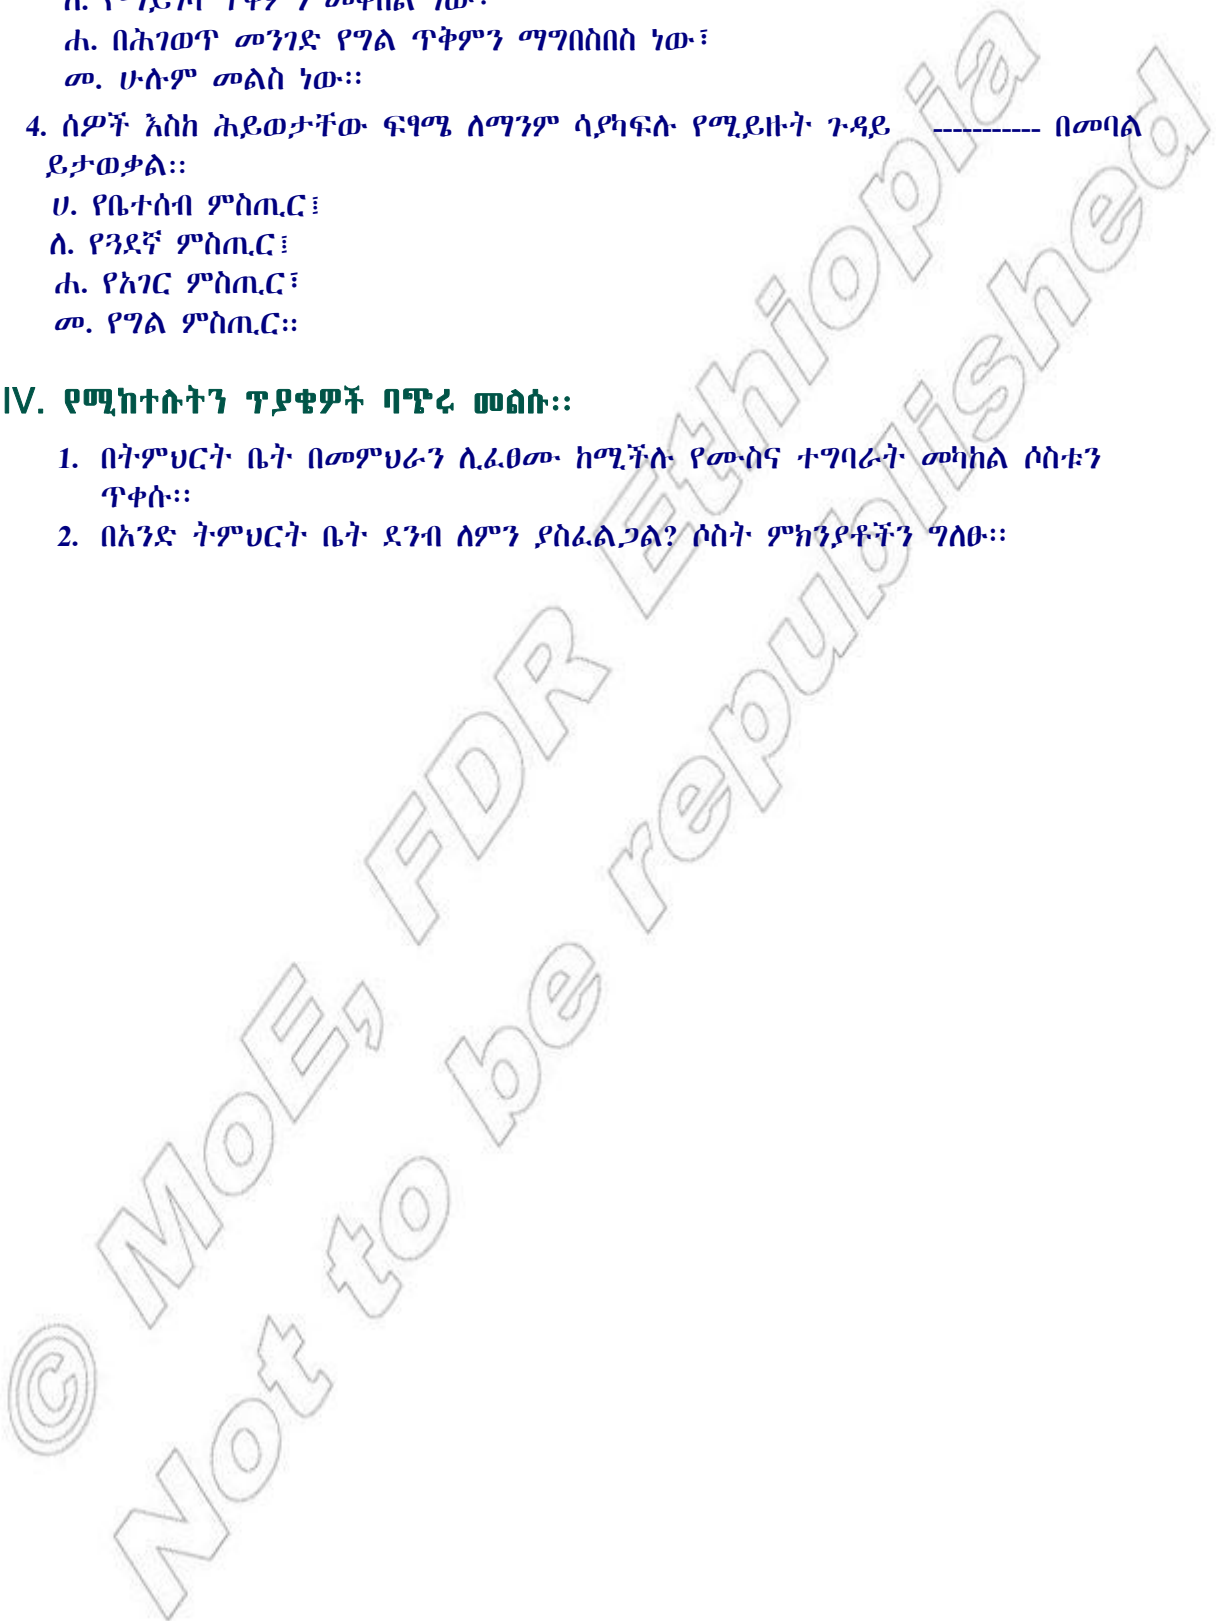 ሐ. በሕገወጥ መንገድ የግል ጥቅምን ማግበስበስ ነው፣
መ. ሁሉም መልስ ነው።
4. ሰዎች እስከ ሕይወታቸው ፍፃሜ ለማንም ሳያካፍሉ የሚይዙት ጉዳይ ----------- በመባል
ይታወቃል፡፡
ሀ. የቤተሰብ ምስጢር፤
ለ. የጓደኛ ምስጢር፤
ሐ. የአገር ምስጢር፣
መ. የግል ምስጢር፡፡
IV. የሚከተሉትን ጥያቄዎች ባጭሩ መልሱ፡፡
1. በትምህርት ቤት በመምህራን ሊፈፀሙ ከሚችሉ የሙስና ተግባራት መካከል ሶስቱን
ጥቀሱ፡፡
2. በአንድ ትምህርት ቤት ደንብ ለምን ያስፈልጋል? ሶስት ምክንያቶችን ግለፁ፡፡
© MoE, FDR Ethiopia
Not to be republished